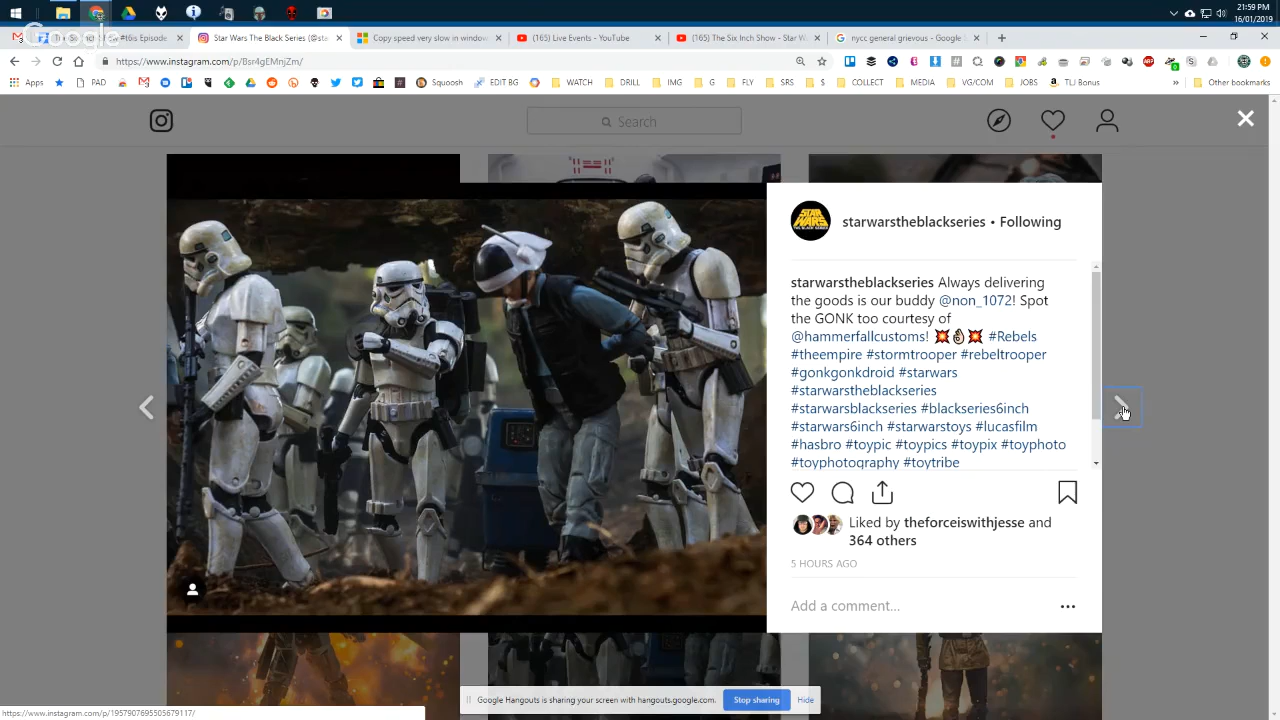 21:59
16/01/2019
Google
Star Wars The Black Series (@sta
Copy speed very slow in window
(165) Live Events - YouTube
(165) The Six Inch Show - Star W
nycc general grievous - Google S
https://www.instagram.com/p/Bsr4gEMnjZm/
Apps
PAD
Squoosh
EDIT BG
WATCH
DRILL
IMG
G
FLY
SRS
$
COLLECT
MEDIA
VG/COM
JOBS
TLJ Bonus
»
Other bookmarks
Search
STAR WARS
starwarstheblackseries • Following
starwarstheblackseries Always delivering
the goods is our buddy @non_1072! Spot
the GONK too courtesy of
@hammerfallcustoms! 💥👌🏻💥 #Rebels
#theempire #stormtrooper #rebeltrooper
#gonkgonkdroid #starwars
#starwarstheblackseries
#starwarsblackseries #blackseries6inch
#starwars6inch #starwarstoys #lucasfilm
#hasbro #toypic #toypics #toypix #toyphoto
#toyphotography #toytribe
Liked by theforceiswithjesse and
364 others
5 HOURS AGO
Add a comment...
Google Hangouts is sharing your screen with hangouts.google.com.
Stop sharing
Hide
https://www.instagram.com/p/1957907695505679117/